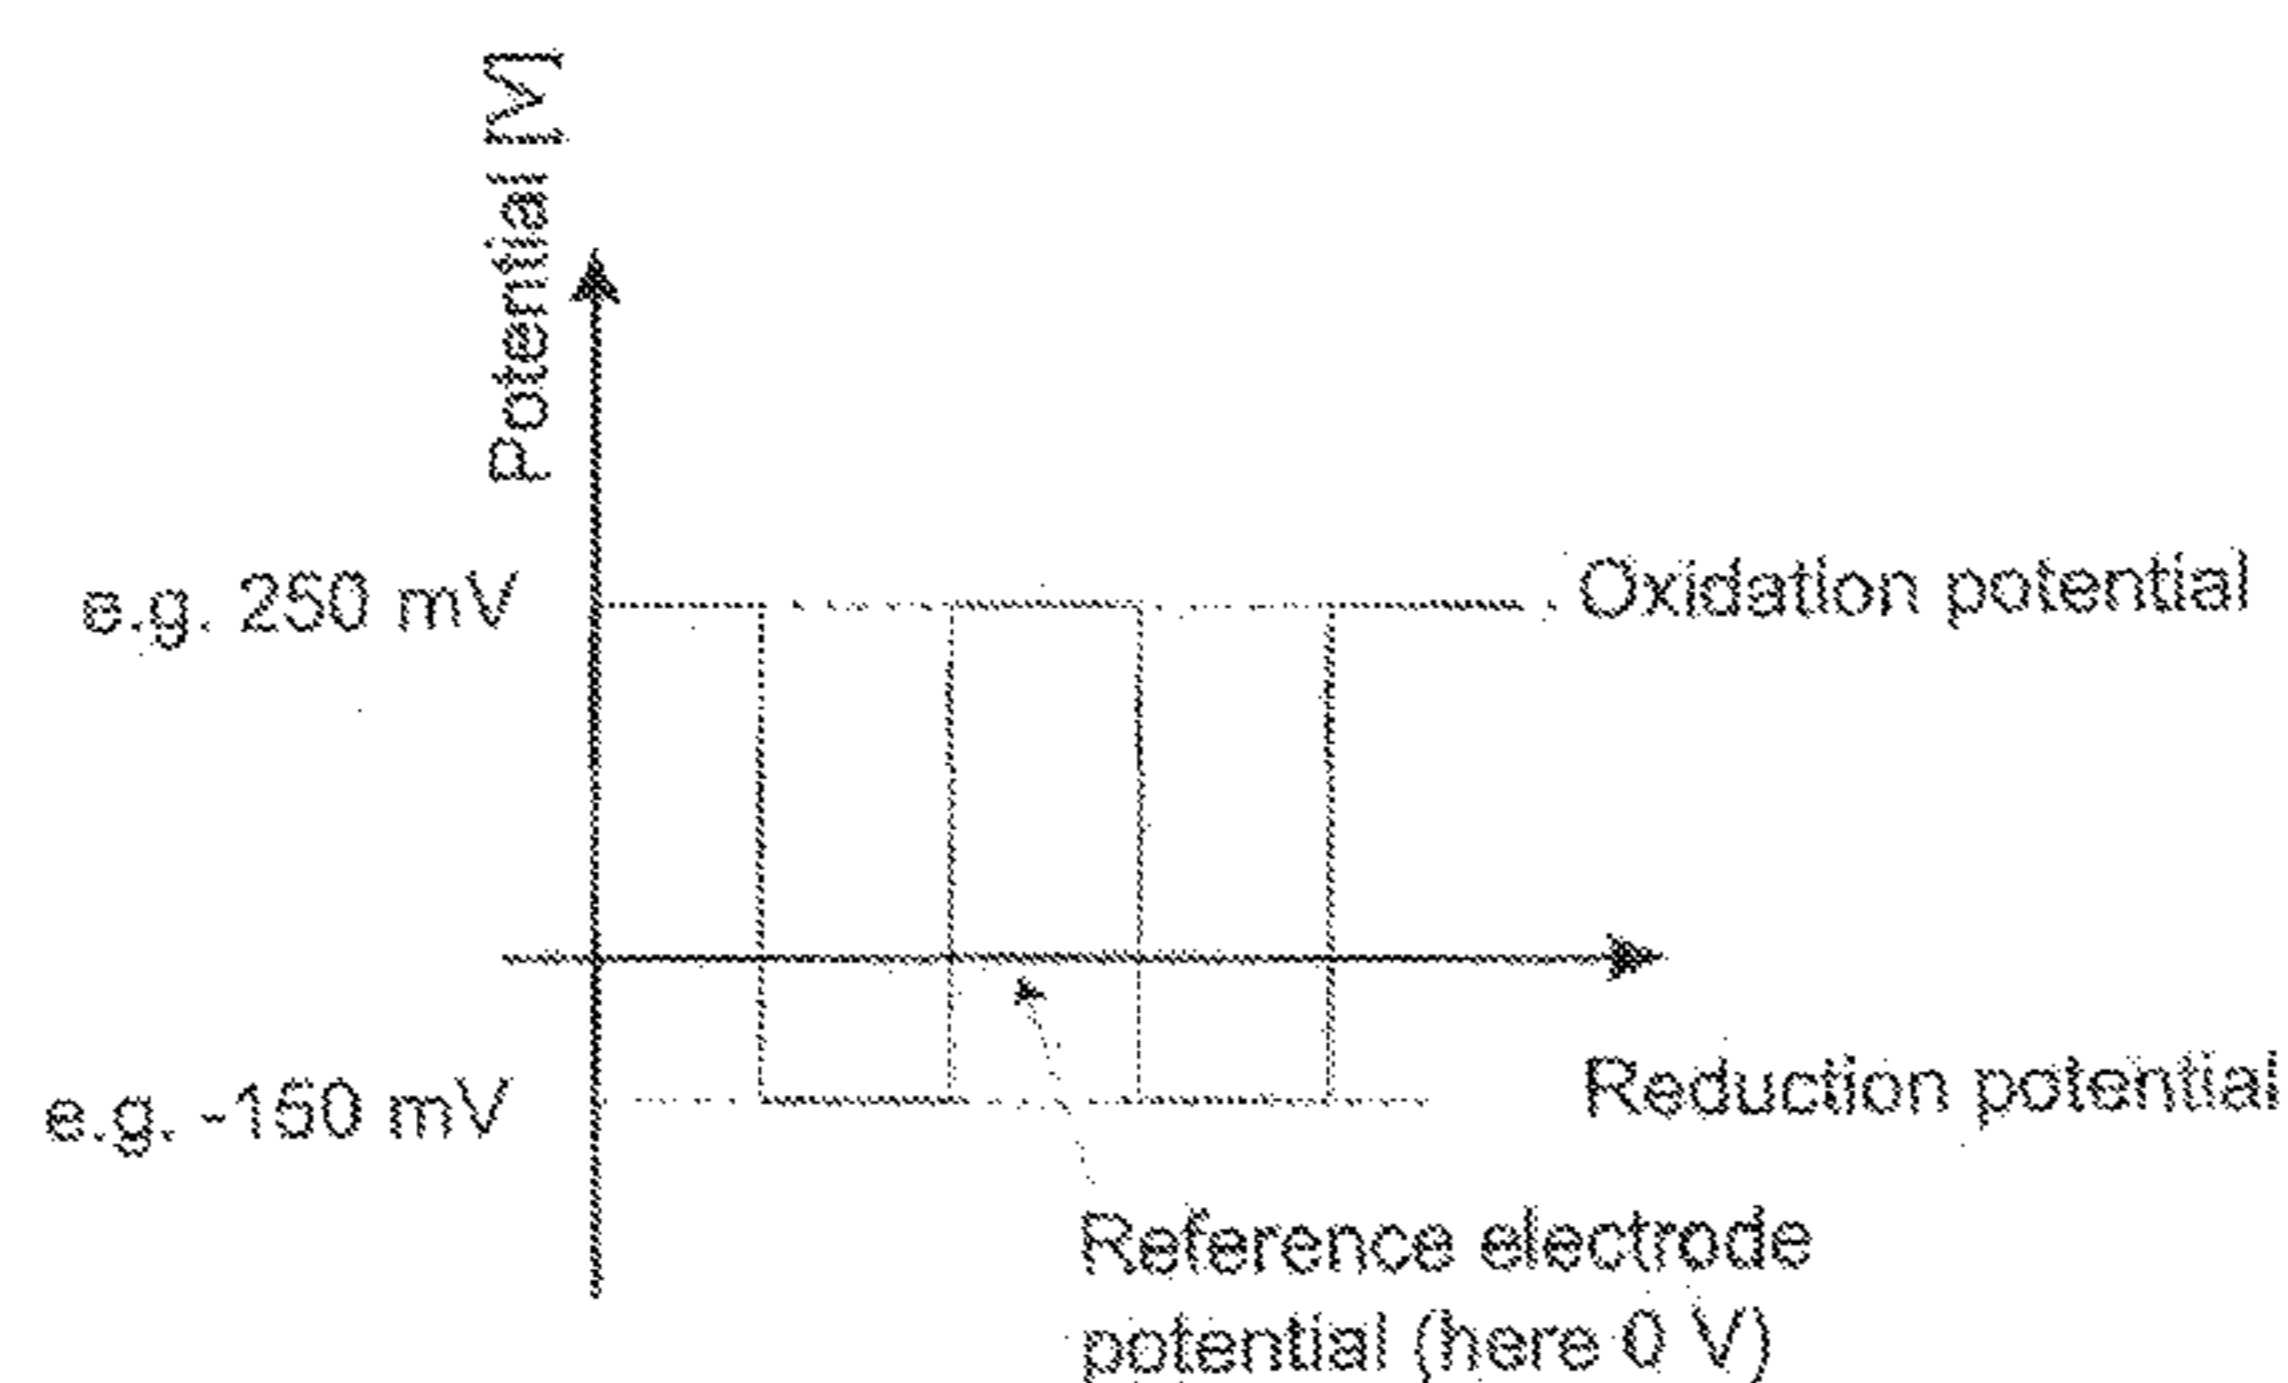 Potential [V]
e.g. 250 mV
Oxidation potential
e.g. -150 mV
Reduction potential
Reference electrode
potential (here 0 V)